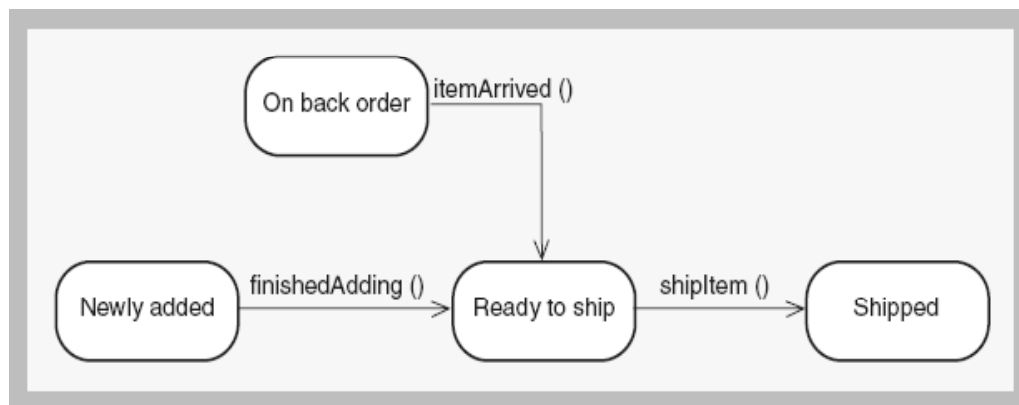 itemArrived ()
On back order
finishedAdding ()
shipItem ()
Newly added
Ready to ship
Shipped